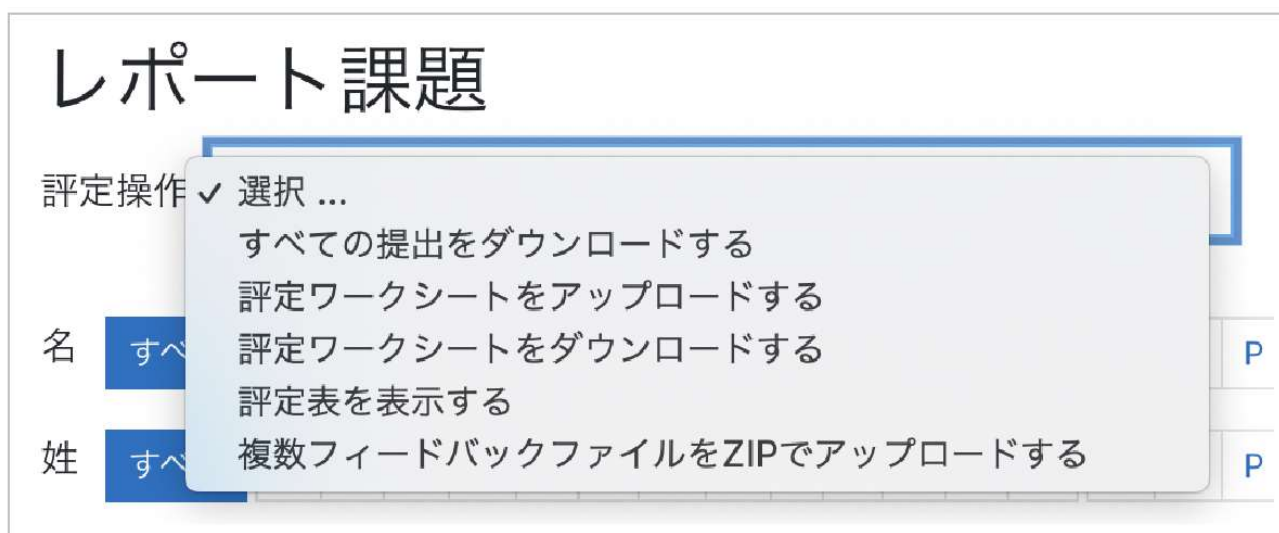 レポート課題
評定操作
✓ 選択 ...
すべての提出をダウンロードする
評定ワークシートをアップロードする
評定ワークシートをダウンロードする
評定表を表示する
複数フィードバックファイルをZIPでアップロードする
名 すべ P
姓 すべ P